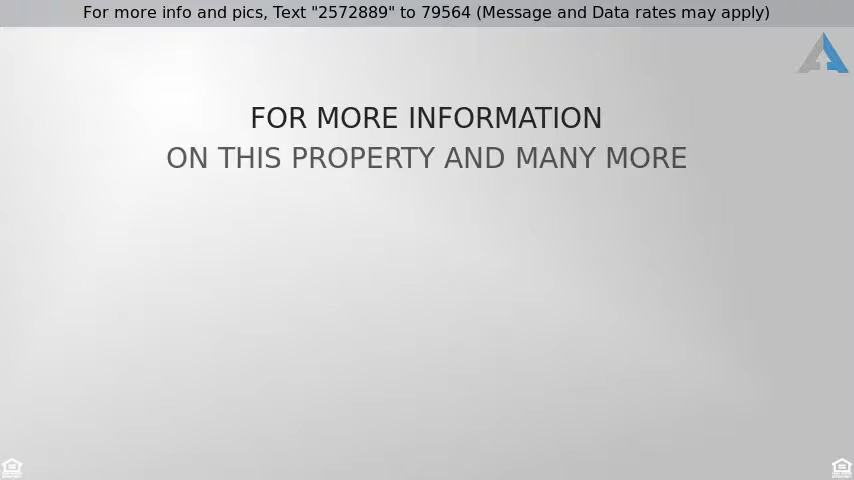 For more info and pics, Text "2572889" to 79564 (Message and Data rates may apply)
FOR MORE INFORMATION
ON THIS PROPERTY AND MANY MORE